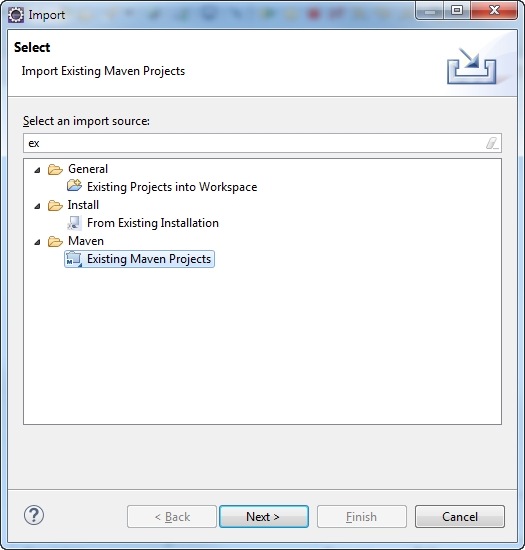 Import
Select
Import Existing Maven Projects
Select an import source:
ex
General
Existing Projects into Workspace
Install
From Existing Installation
Maven
M
Existing Maven Projects
?
< Back
Next >
Finish
Cancel